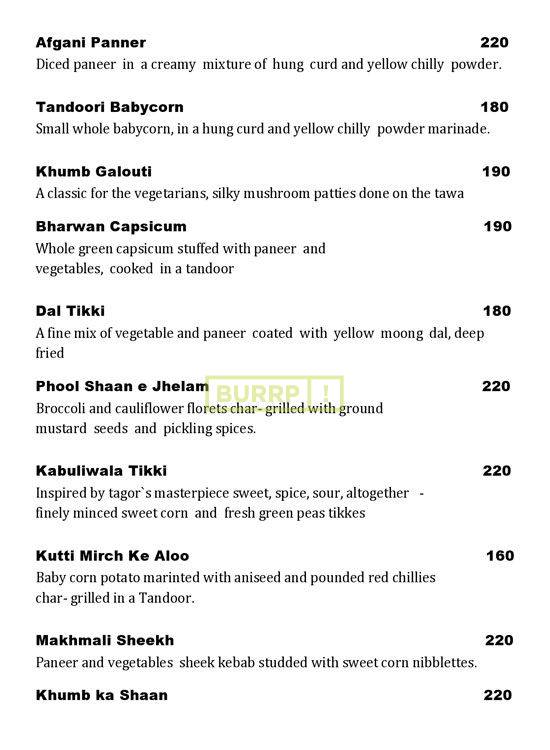 Afgani Panner 220
Diced paneer in a creamy mixture of hung curd and yellow chilly powder.
Tandoori Babycorn 180
Small whole babycorn, in a hung curd and yellow chilly powder marinade.
Khumb Galouti 190
A classic for the vegetarians, silky mushroom patties done on the tawa
Bharwan Capsicum 190
Whole green capsicum stuffed with paneer and
vegetables, cooked in a tandoor
Dal Tikki 180
A fine mix of vegetable and paneer coated with yellow moong dal, deep
fried
Phool Shaan e Jhelam 220
BURRP!
Broccoli and cauliflower florets char- grilled with ground
mustard seeds and pickling spices.
Kabuliwala Tikki 220
Inspired by tagor`s masterpiece sweet, spice, sour, altogether -
finely minced sweet corn and fresh green peas tikkes
Kutti Mirch Ke Aloo 160
Baby corn potato marinted with aniseed and pounded red chillies
char- grilled in a Tandoor.
Makhmali Sheekh 220
Paneer and vegetables sheek kebab studded with sweet corn nibblettes.
Khumb ka Shaan 220